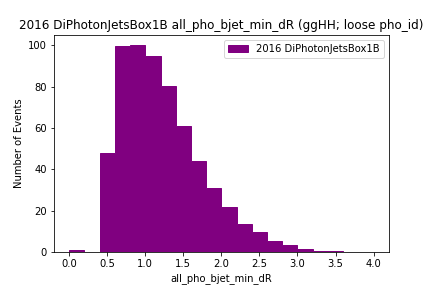 2016 DiPhotonJetsBox1B all_pho_bjet_min_dR (ggHH; loose pho_id)
2016 DiPhotonJetsBox1B
100
80
60
40
20
0
Number of Events
0.0 0.5 1.0 1.5 2.0 2.5 3.0 3.5 4.0
all_pho_bjet_min_dR